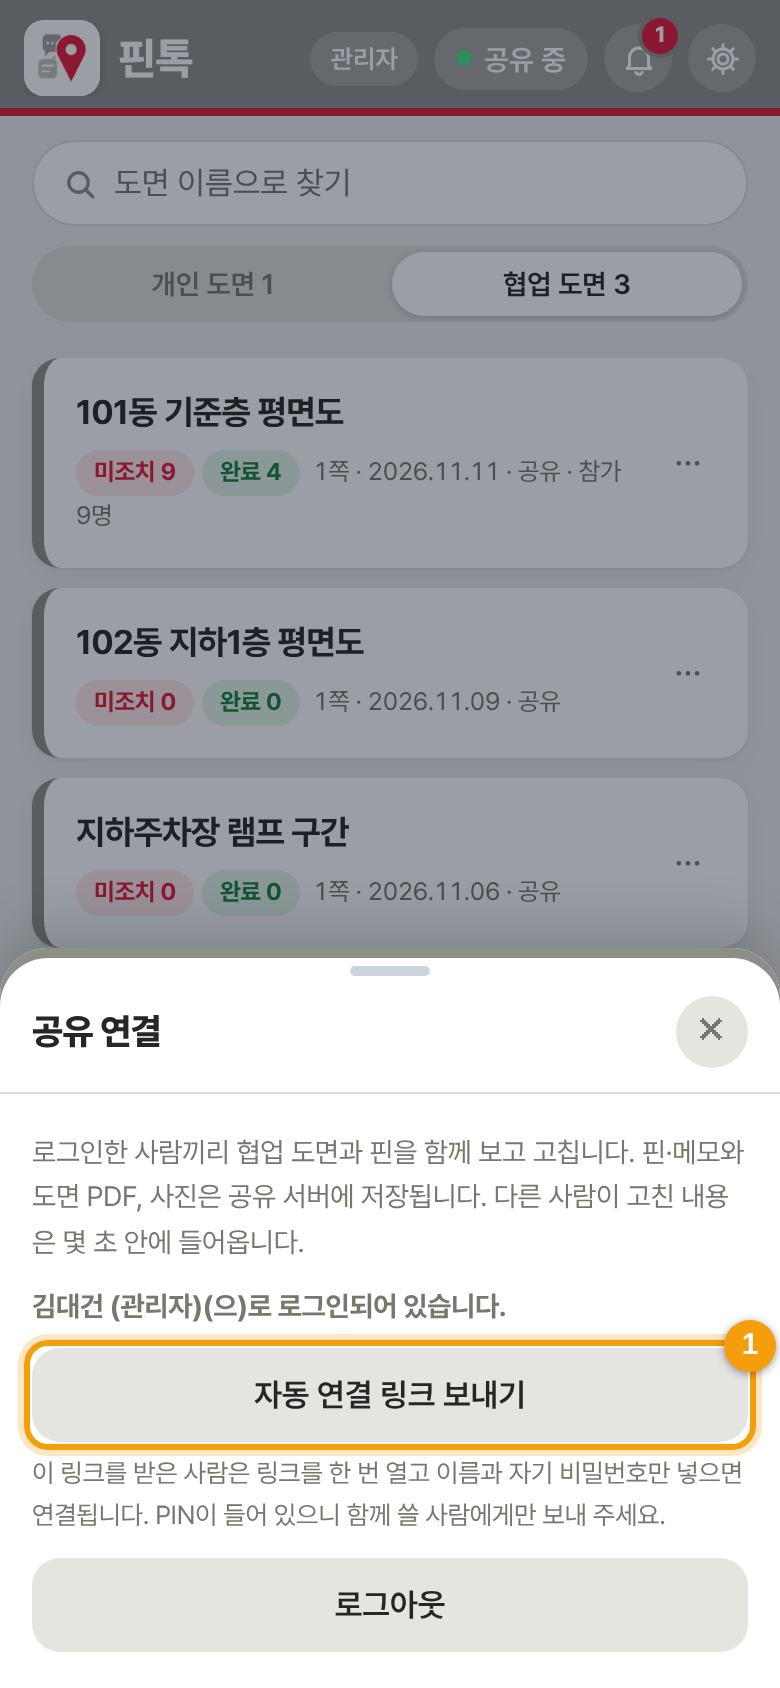 핀톡
관리자
공유 중
1
도면 이름으로 찾기
개인 도면 1
협업 도면 3
101동 기준층 평면도
미조치 9 완료 4 1쪽 · 2026.11.11 · 공유 · 참가
9명
...
102동 지하1층 평면도
미조치 0 완료 0 1쪽 · 2026.11.09 · 공유
...
지하주차장 램프 구간
미조치 0 완료 0 1쪽 · 2026.11.06 · 공유
...
공유 연결
로그인한 사람끼리 협업 도면과 핀을 함께 보고 고칩니다. 핀·메모와
도면 PDF, 사진은 공유 서버에 저장됩니다. 다른 사람이 고친 내용
은 몇 초 안에 들어옵니다.
김대건 (관리자)(으)로 로그인되어 있습니다.
1
자동 연결 링크 보내기
이 링크를 받은 사람은 링크를 한 번 열고 이름과 자기 비밀번호만 넣으면
연결됩니다. PIN이 들어 있으니 함께 쓸 사람에게만 보내 주세요.
로그아웃